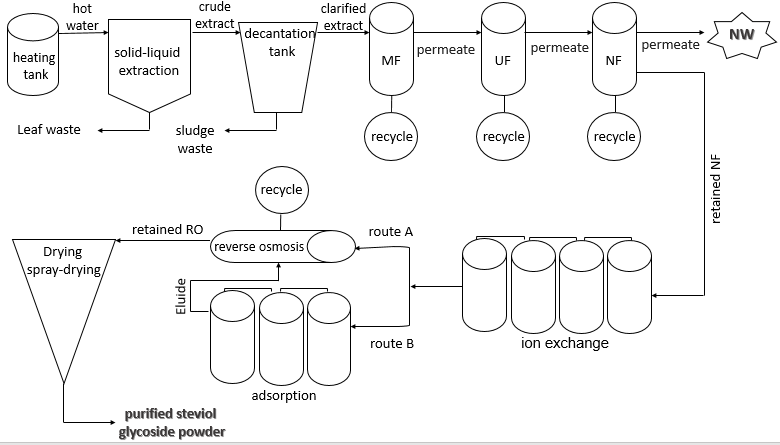 hot
water
crude
extract
clarified
extract
heating
tank
solid-liquid
extraction
decantation
tank
MF
permeate
UF
permeate
NF
permeate
NW
Leaf waste
sludge
waste
recycle
recycle
recycle
retained NF
recycle
retained RO
reverse osmosis
route A
Drying
spray-drying
Eluide
route B
ion exchange
adsorption
purified steviol
glycoside powder